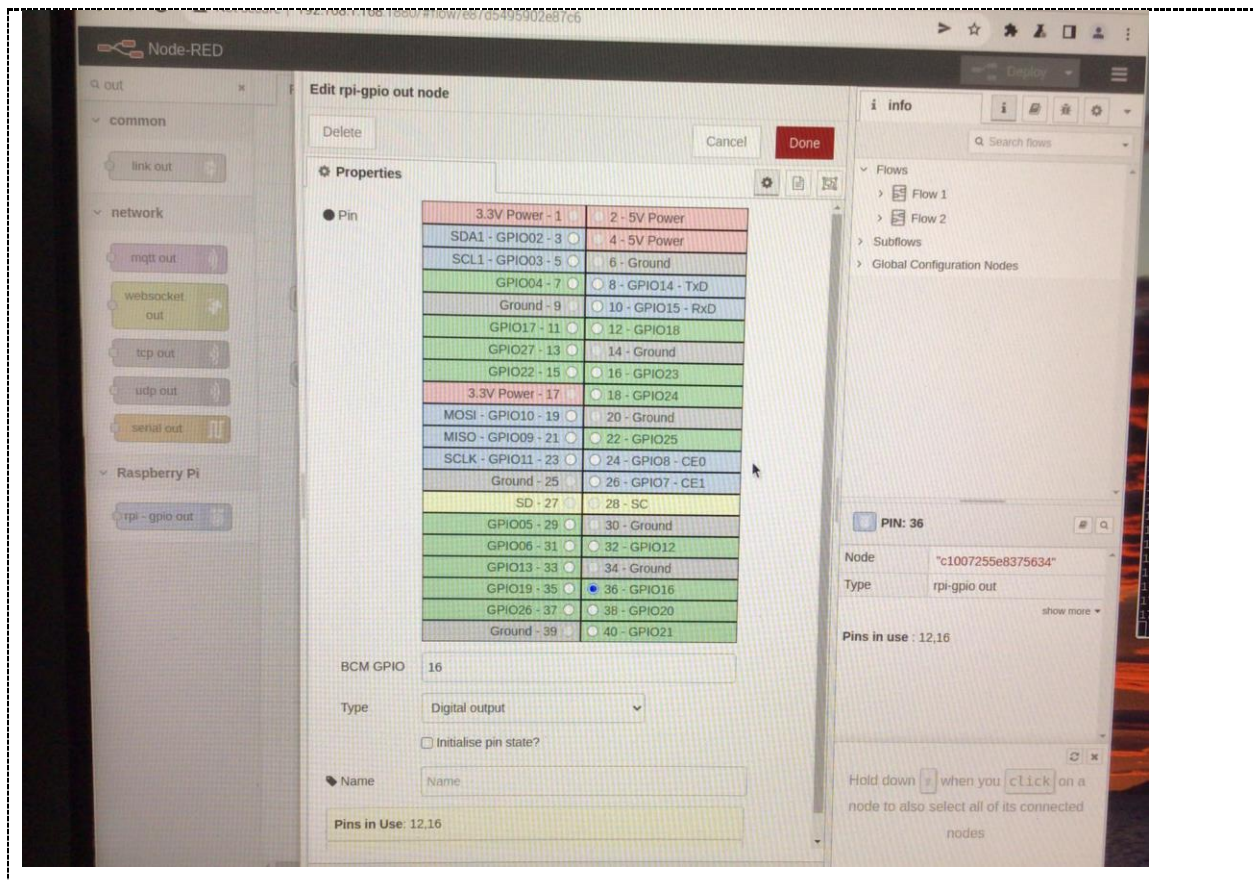 192.168.1.108:1880/#flow/e87d5495902e87c6
Node-RED
Deploy
out
common
link out
network
mqtt out
websocket
out
tcp out
udp out
serial out
Raspberry Pi
rpi - gpio out
Edit rpi-gpio out node
Delete
Cancel
Done
Properties
Pin
3.3V Power - 1
2 - 5V Power
SDA1 - GPIO02 - 3
4 - 5V Power
SCL1 - GPIO03 - 5
6 - Ground
GPIO04 - 7
8 - GPIO14 - TxD
Ground - 9
10 - GPIO15 - RxD
GPIO17 - 11
12 - GPIO18
GPIO27 - 13
14 - Ground
GPIO22 - 15
16 - GPIO23
3.3V Power - 17
18 - GPIO24
MOSI - GPIO10 - 19
20 - Ground
MISO - GPIO09 - 21
22 - GPIO25
SCLK - GPIO11 - 23
24 - GPIO8 - CE0
Ground - 25
26 - GPIO7 - CE1
SD - 27
28 - SC
GPIO05 - 29
30 - Ground
GPIO06 - 31
32 - GPIO12
GPIO13 - 33
34 - Ground
GPIO19 - 35
36 - GPIO16
GPIO26 - 37
38 - GPIO20
Ground - 39
40 - GPIO21
BCM GPIO
16
Type
Digital output
Initialise pin state?
Name
Name
Pins in Use: 12,16
i info
Search flows
Flows
Flow 1
Flow 2
Subflows
Global Configuration Nodes
PIN: 36
Node
"c1007255e8375634"
Type
rpi-gpio out
show more
Pins in use : 12,16
Hold down s when you click on a
node to also select all of its connected
nodes